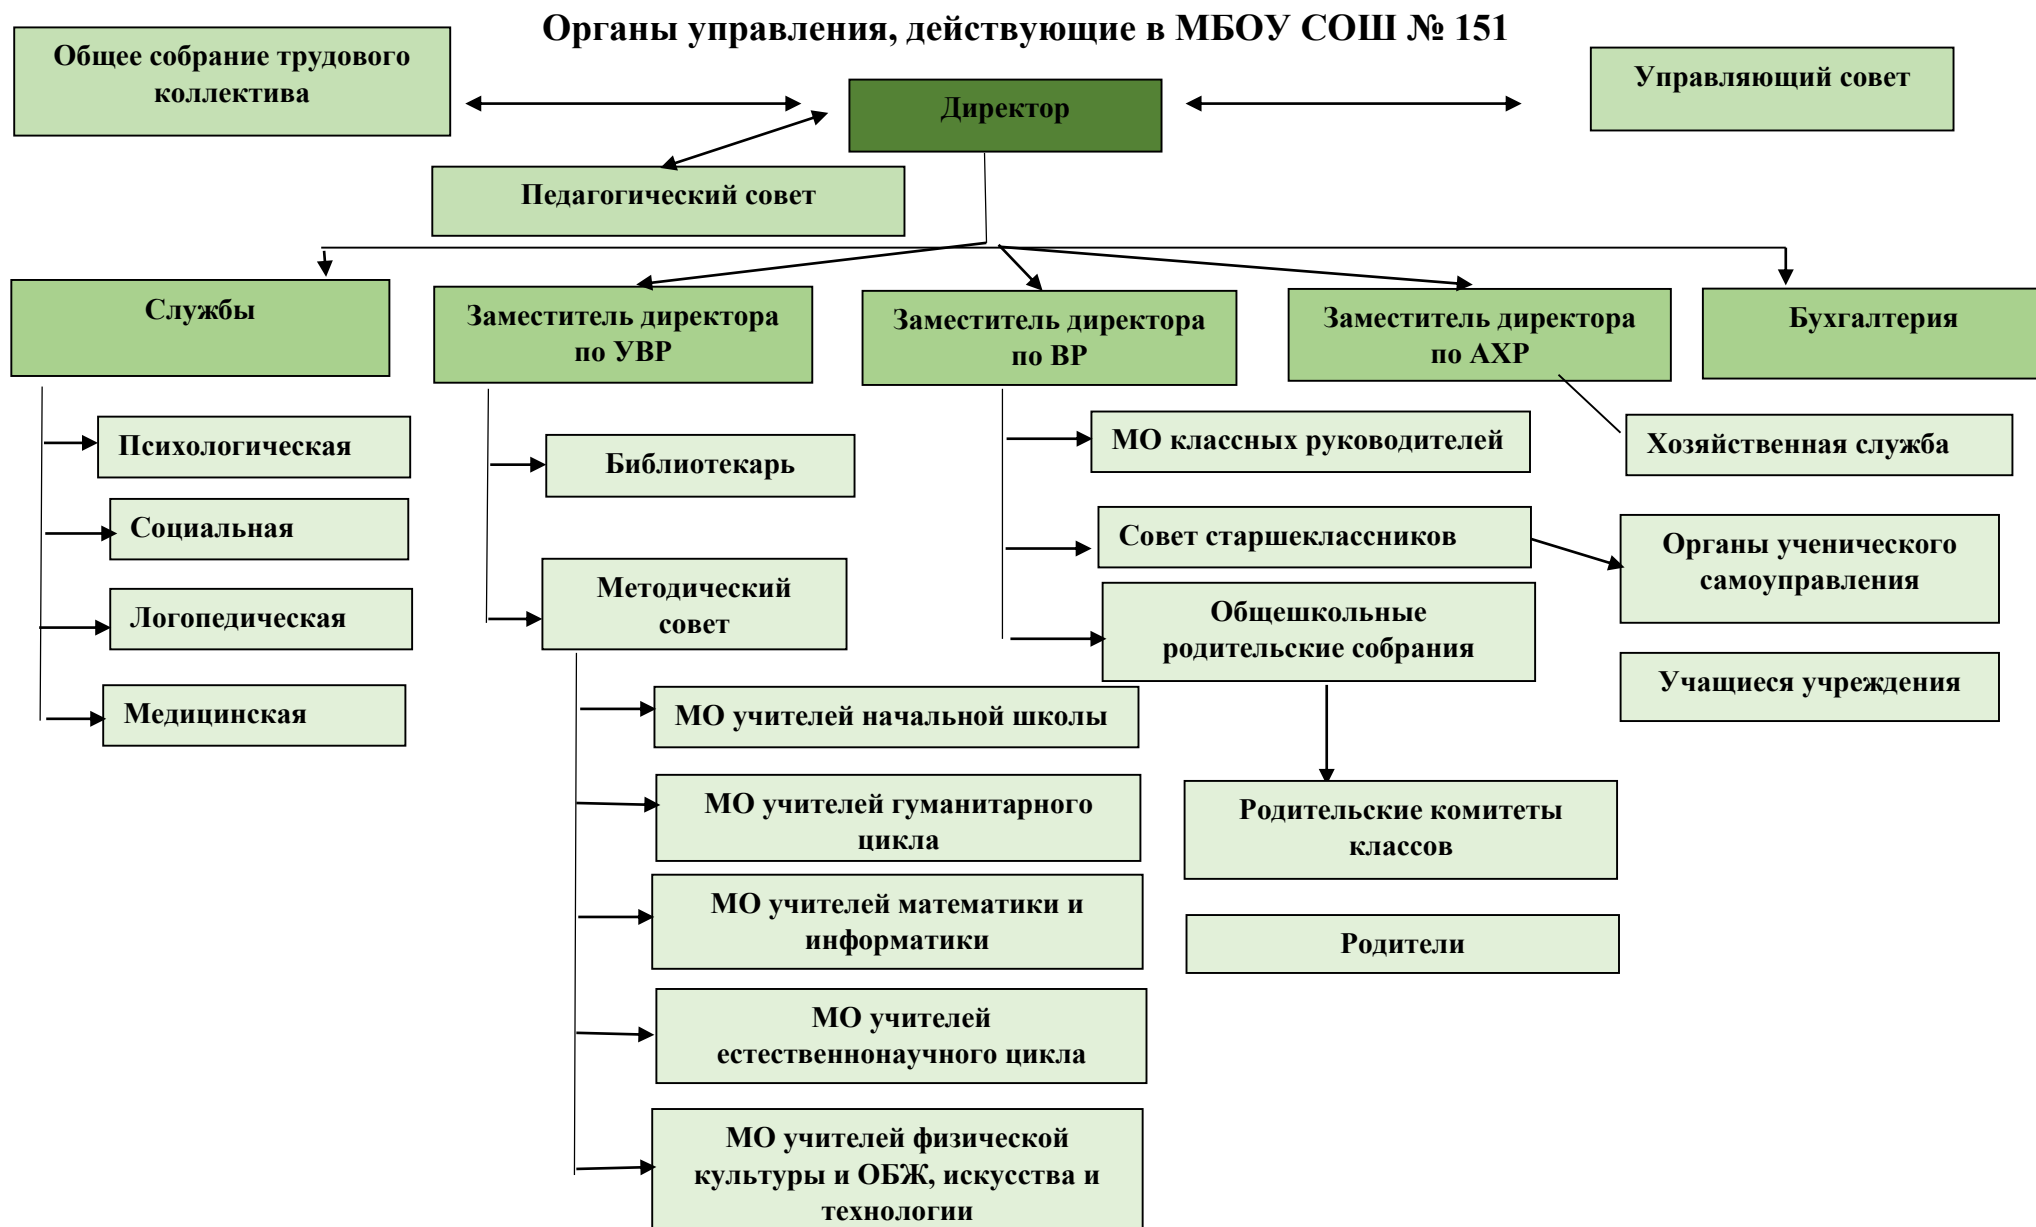 Органы управления, действующие в МБОУ СОШ № 151
Общее собрание трудового
коллектива
Директор
Управляющий совет
Педагогический совет
Службы
Заместитель директора
по УВР
Заместитель директора
по ВР
Заместитель директора
по АХР
Бухгалтерия
Психологическая
Социальная
Логопедическая
Медицинская
Библиотекарь
Методический
совет
МО учителей начальной школы
МО учителей гуманитарного
цикла
МО учителей математики и
информатики
МО учителей
естественнонаучного цикла
МО учителей физической
культуры и ОБЖ, искусства и
технологии
МО классных руководителей
Совет старшеклассников
Общешкольные
родительские собрания
Родительские комитеты
классов
Родители
Хозяйственная служба
Органы ученического
самоуправления
Учащиеся учреждения